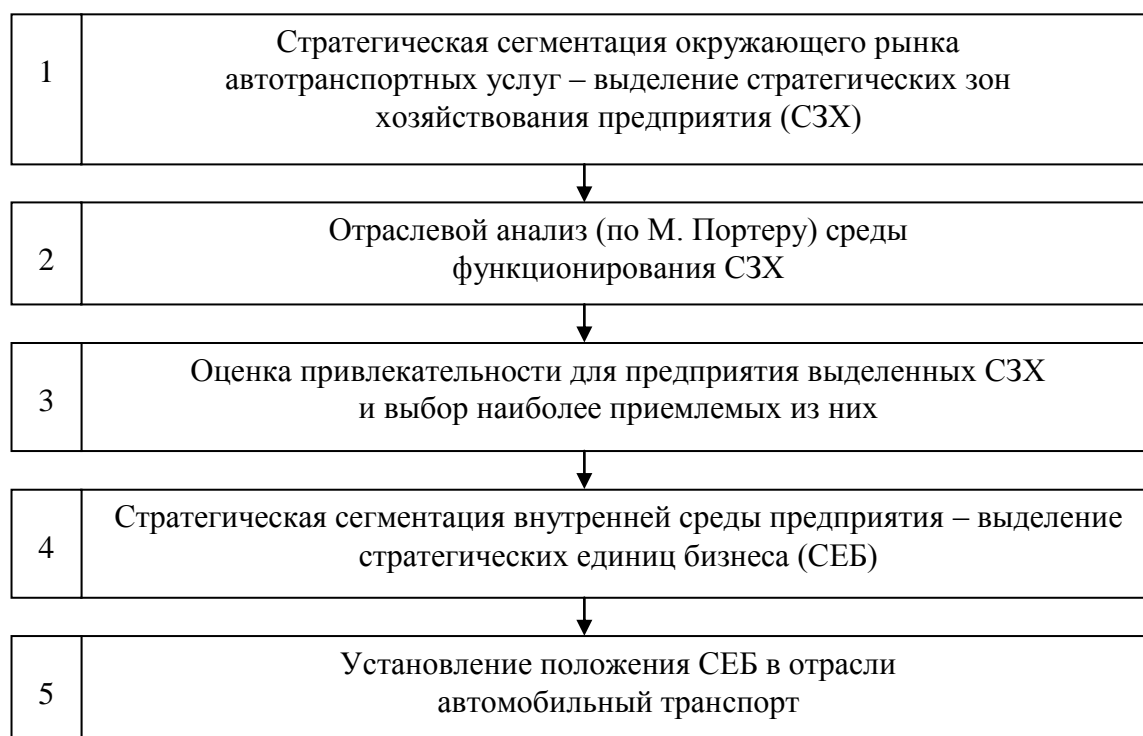 1
Стратегическая сегментация окружающего рынка
автотранспортных услуг – выделение стратегических зон
хозяйствования предприятия (СЗХ)
2
Отраслевой анализ (по М. Портеру) среды
функционирования СЗХ
3
Оценка привлекательности для предприятия выделенных СЗХ
и выбор наиболее приемлемых из них
4
Стратегическая сегментация внутренней среды предприятия – выделение
стратегических единиц бизнеса (СЕБ)
5
Установление положения СЕБ в отрасли
автомобильный транспорт